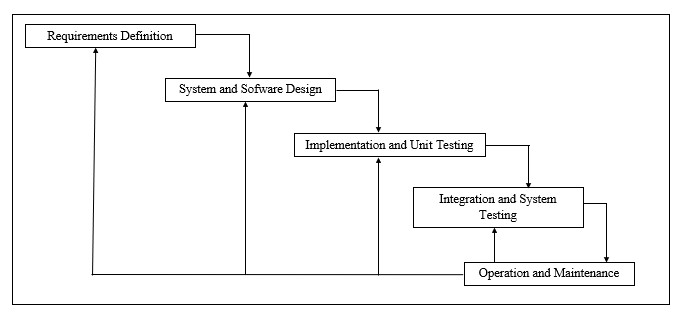 Requirements Definition
System and Sofware Design
Implementation and Unit Testing
Integration and System
Testing
Operation and Maintenance